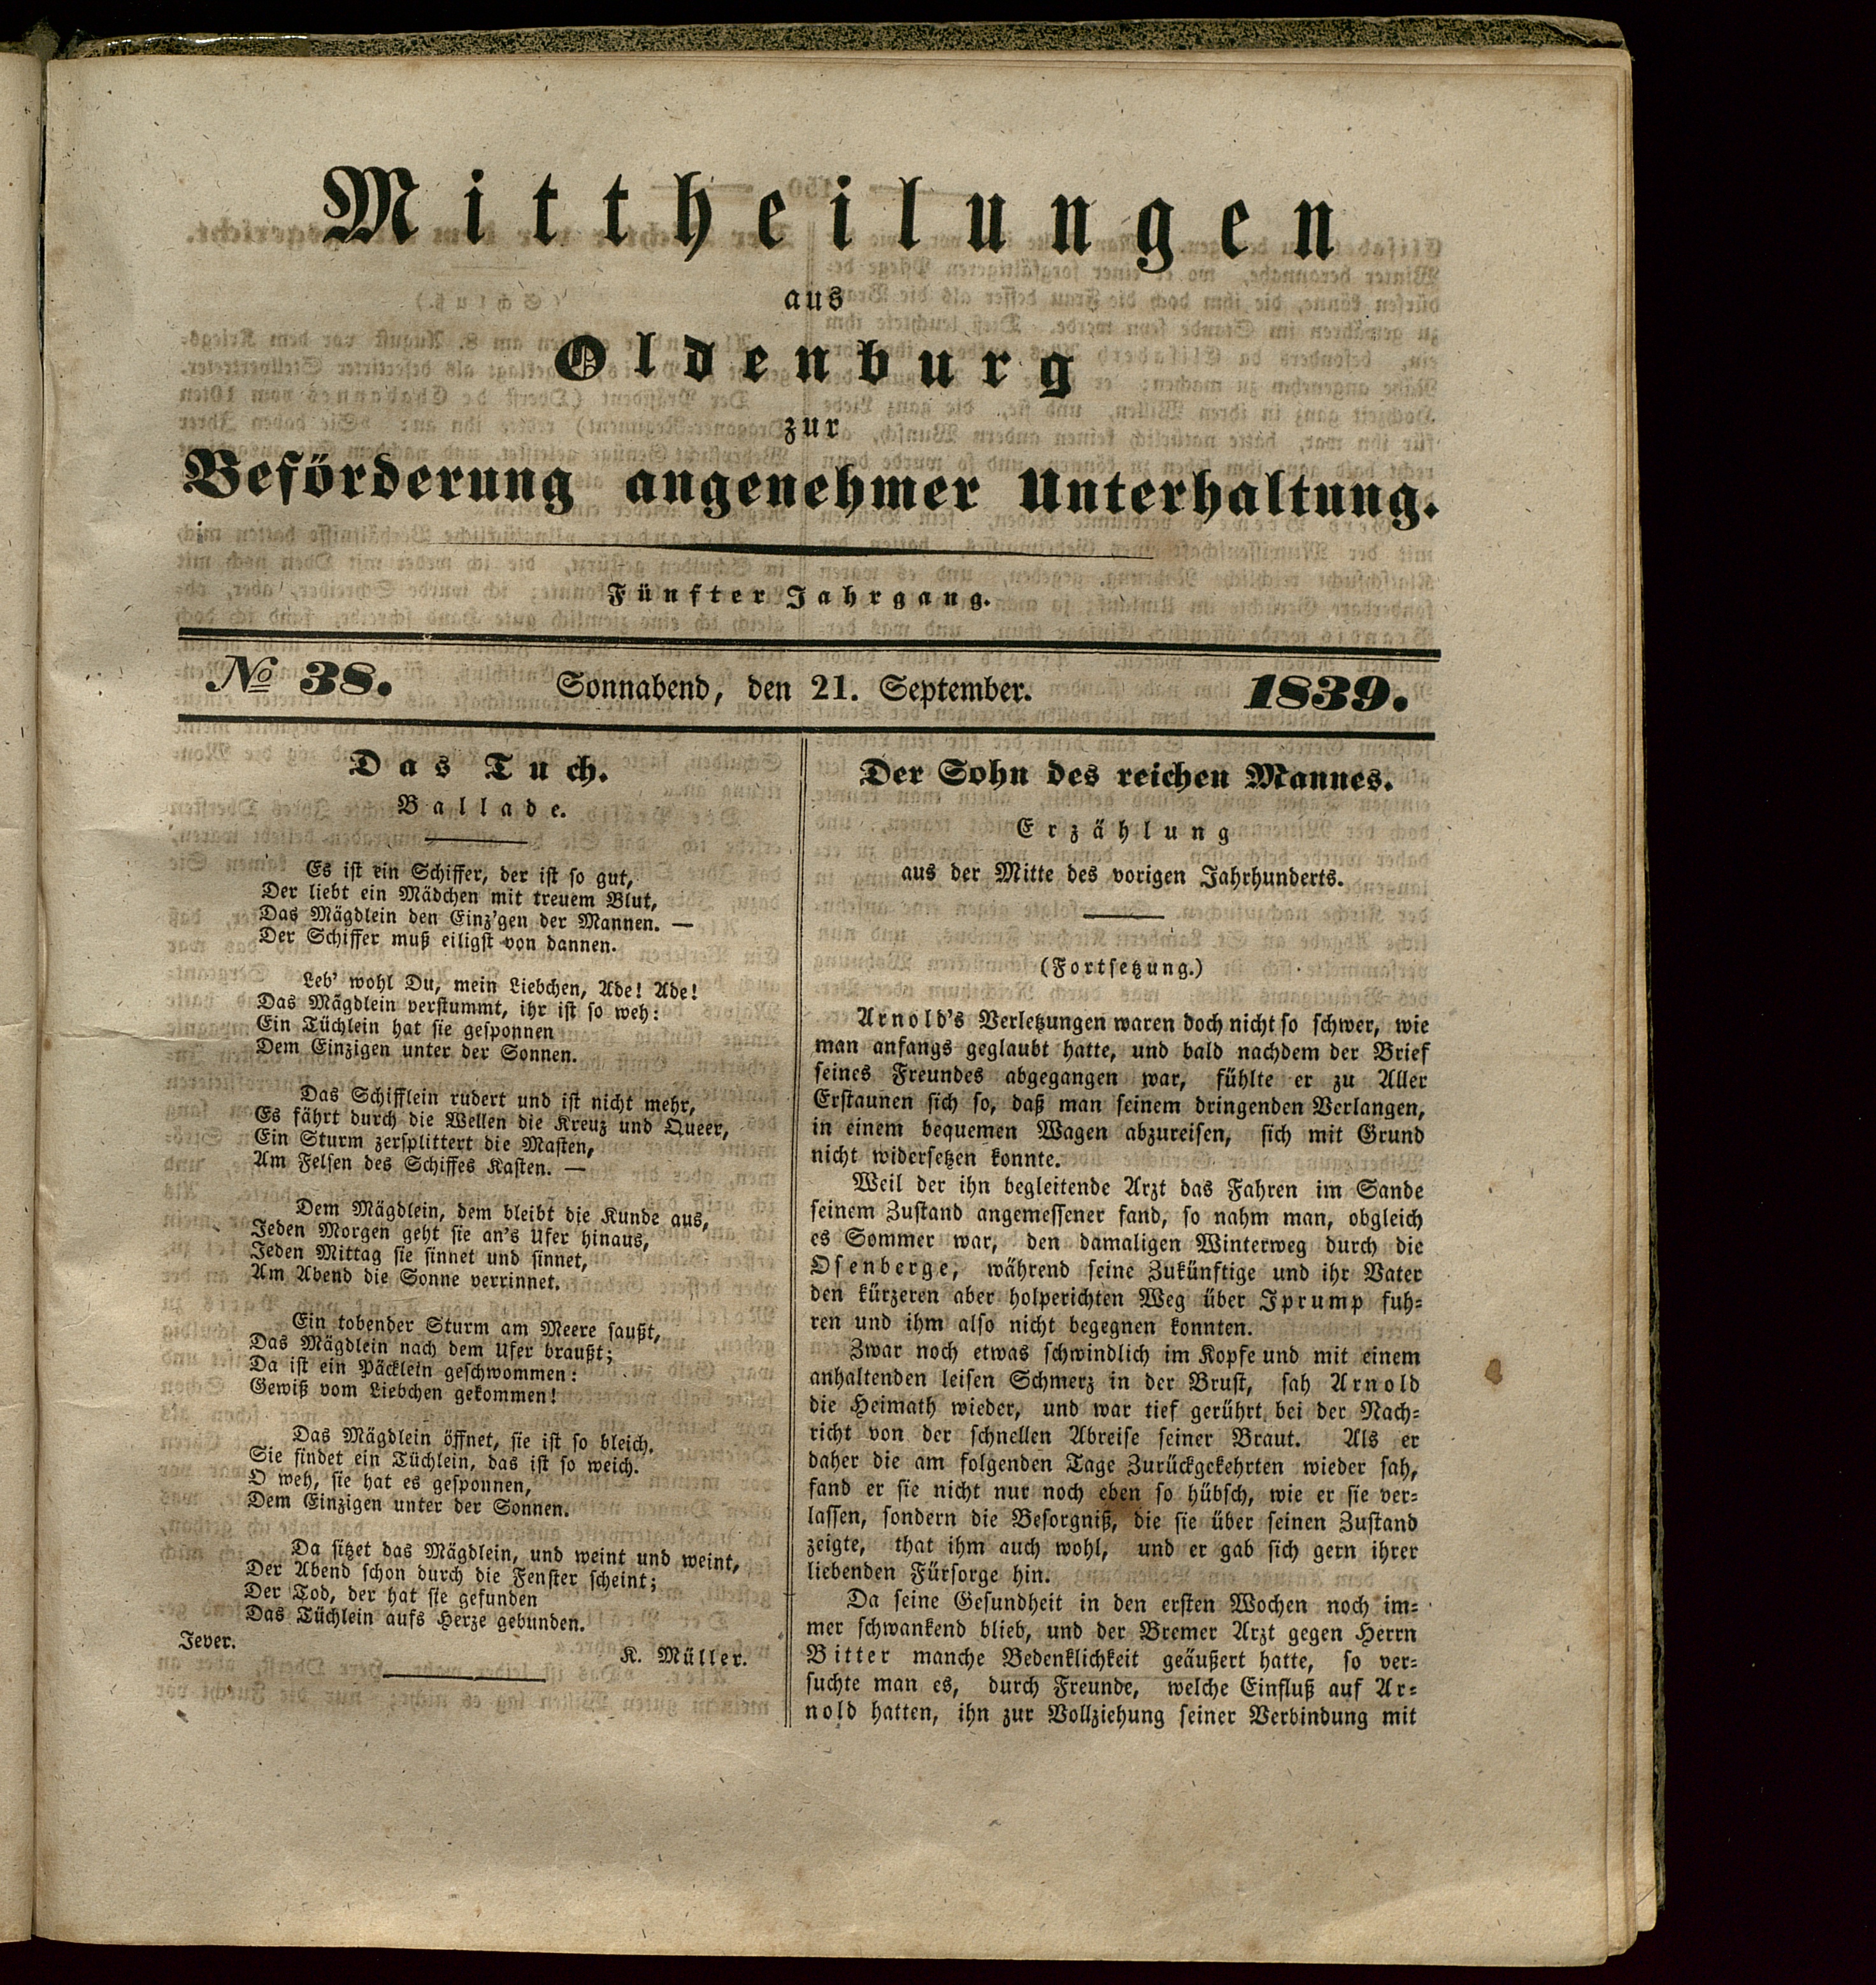 Mittheilungen
aus
Oldenburg
zur
Beförderung angenehmer Unterhaltung.
Fünfter Jahrgang.
No 38. Sonnabend, den 21. September. 1839.
Das Tuch.
Ballade.
Es ist ein Schiffer, der ist so gut,
Der liebt ein Mädchen mit treuem Blut,
Das Mägdlein den Einz'gen der Mannen. —
Der Schiffer muß eiligst von dannen.
Leb' wohl Du, mein Liebchen, Ade! Ade!
Das Mägdlein verstummt, ihr ist so weh:
Ein Tüchlein hat sie gesponnen
Dem Einzigen unter der Sonnen.
Das Schifflein rudert und ist nicht mehr,
Es fährt durch die Wellen die Kreuz und Queer,
Ein Sturm zersplittert die Masten,
Am Felsen des Schiffes Kasten. —
Dem Mägdlein, dem bleibt die Kunde aus,
Jeden Morgen geht sie an's Ufer hinaus,
Jeden Mittag sie sinnet und sinnet,
Am Abend die Sonne verrinnet.
Ein tobender Sturm am Meere saußt,
Das Mägdlein nach dem Ufer braußt;
Da ist ein Päcklein geschwommen:
Gewiß vom Liebchen gekommen!
Das Mägdlein öffnet, sie ist so bleich.
Sie findet ein Tüchlein, das ist so weich.
O weh, sie hat es gesponnen,
Dem Einzigen unter der Sonnen.
Da sitzet das Mägdlein, und weint und weint,
Der Abend schon durch die Fenster scheint;
Der Tod, der hat sie gefunden
Das Tüchlein aufs Herze gebunden.
Jever.
K. Müller.
Der Sohn des reichen Mannes.
Erzählung
aus der Mitte des vorigen Jahrhunderts.
(Fortsetzung.)
Arnold's Verletzungen waren doch nicht so schwer, wie
man anfangs geglaubt hatte, und bald nachdem der Brief
seines Freundes abgegangen war, fühlte er zu Aller
Erstaunen sich so, daß man seinem dringenden Verlangen,
in einem bequemen Wagen abzureisen, sich mit Grund
nicht widersetzen konnte.
Weil der ihn begleitende Arzt das Fahren im Sande
seinem Zustand angemessener fand, so nahm man, obgleich
es Sommer war, den damaligen Winterweg durch die
Osenberge, während seine Zukünftige und ihr Vater
den kürzeren aber holperichten Weg über Iprump fuh-
ren und ihm also nicht begegnen konnten.
Zwar noch etwas schwindlich im Kopfe und mit einem
anhaltenden leisen Schmerz in der Brust, sah Arnold
die Heimath wieder, und war tief gerührt bei der Nach-
richt von der schnellen Abreise seiner Braut. Als er
daher die am folgenden Tage Zurückgekehrten wieder sah,
fand er sie nicht nur noch eben so hübsch, wie er sie ver-
lassen, sondern die Besorgniß, die sie über seinen Zustand
zeigte, that ihm auch wohl, und er gab sich gern ihrer
liebenden Fürsorge hin.
Da seine Gesundheit in den ersten Wochen noch im-
mer schwankend blieb, und der Bremer Arzt gegen Herrn
Bitter manche Bedenklichkeit geäußert hatte, so ver-
suchte man es, durch Freunde, welche Einfluß auf Ar-
nold hatten, ihn zur Vollziehung seiner Verbindung mit